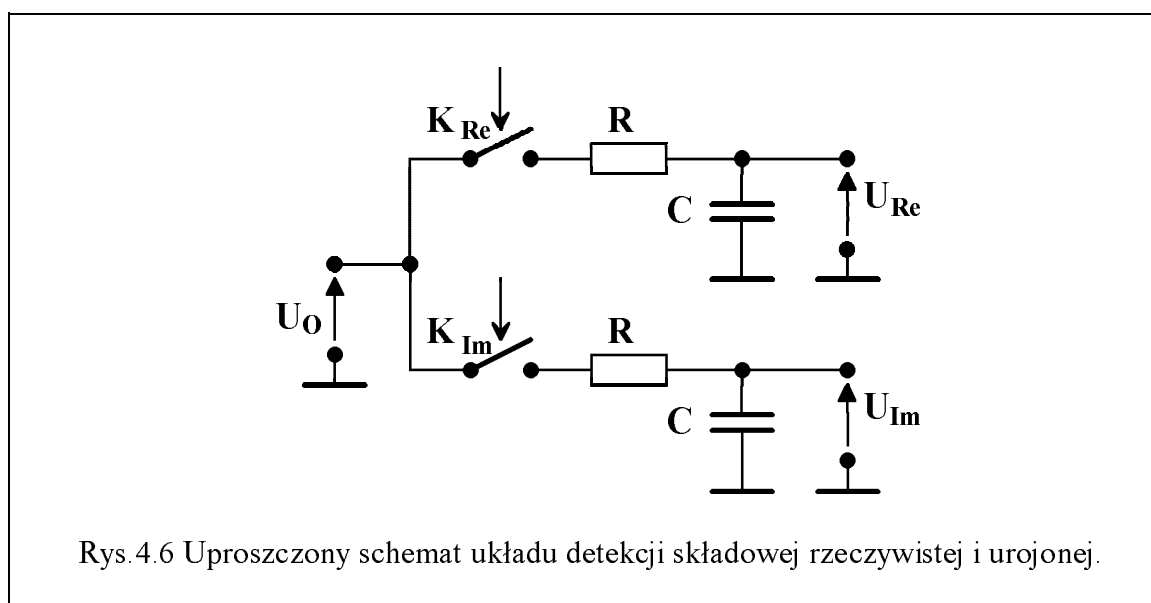 K Re
R
C
U Re
U O
K Im
R
C
U Im
Rys.4.6 Uproszczony schemat układu detekcji składowej rzeczywistej i urojonej.